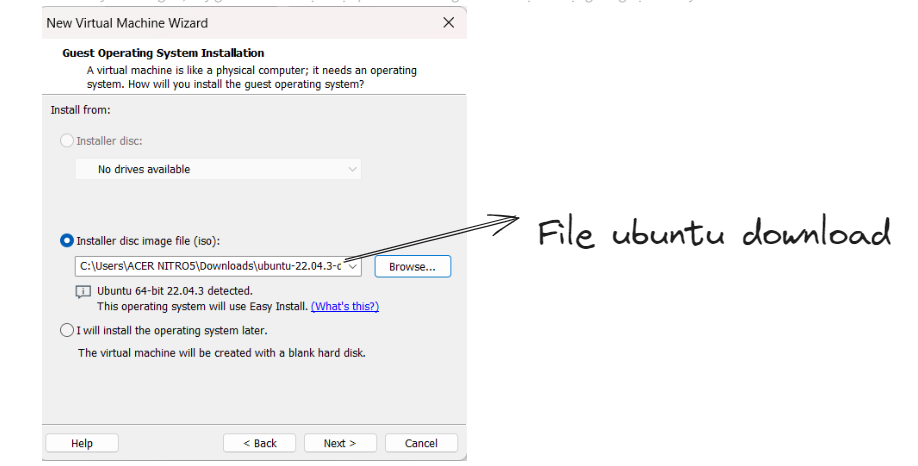 New Virtual Machine Wizard
Guest Operating System Installation
A virtual machine is like a physical computer; it needs an operating
system. How will you install the guest operating system?
Install from:
Installer disc:
No drives available
Installer disc image file (iso):
C:\Users\ACER NITRO5\Downloads\ubuntu-22.04.3-d
Browse...
File ubuntu download
Ubuntu 64-bit 22.04.3 detected.
This operating system will use Easy Install. (What's this?)
I will install the operating system later.
The virtual machine will be created with a blank hard disk.
Help
< Back
Next >
Cancel